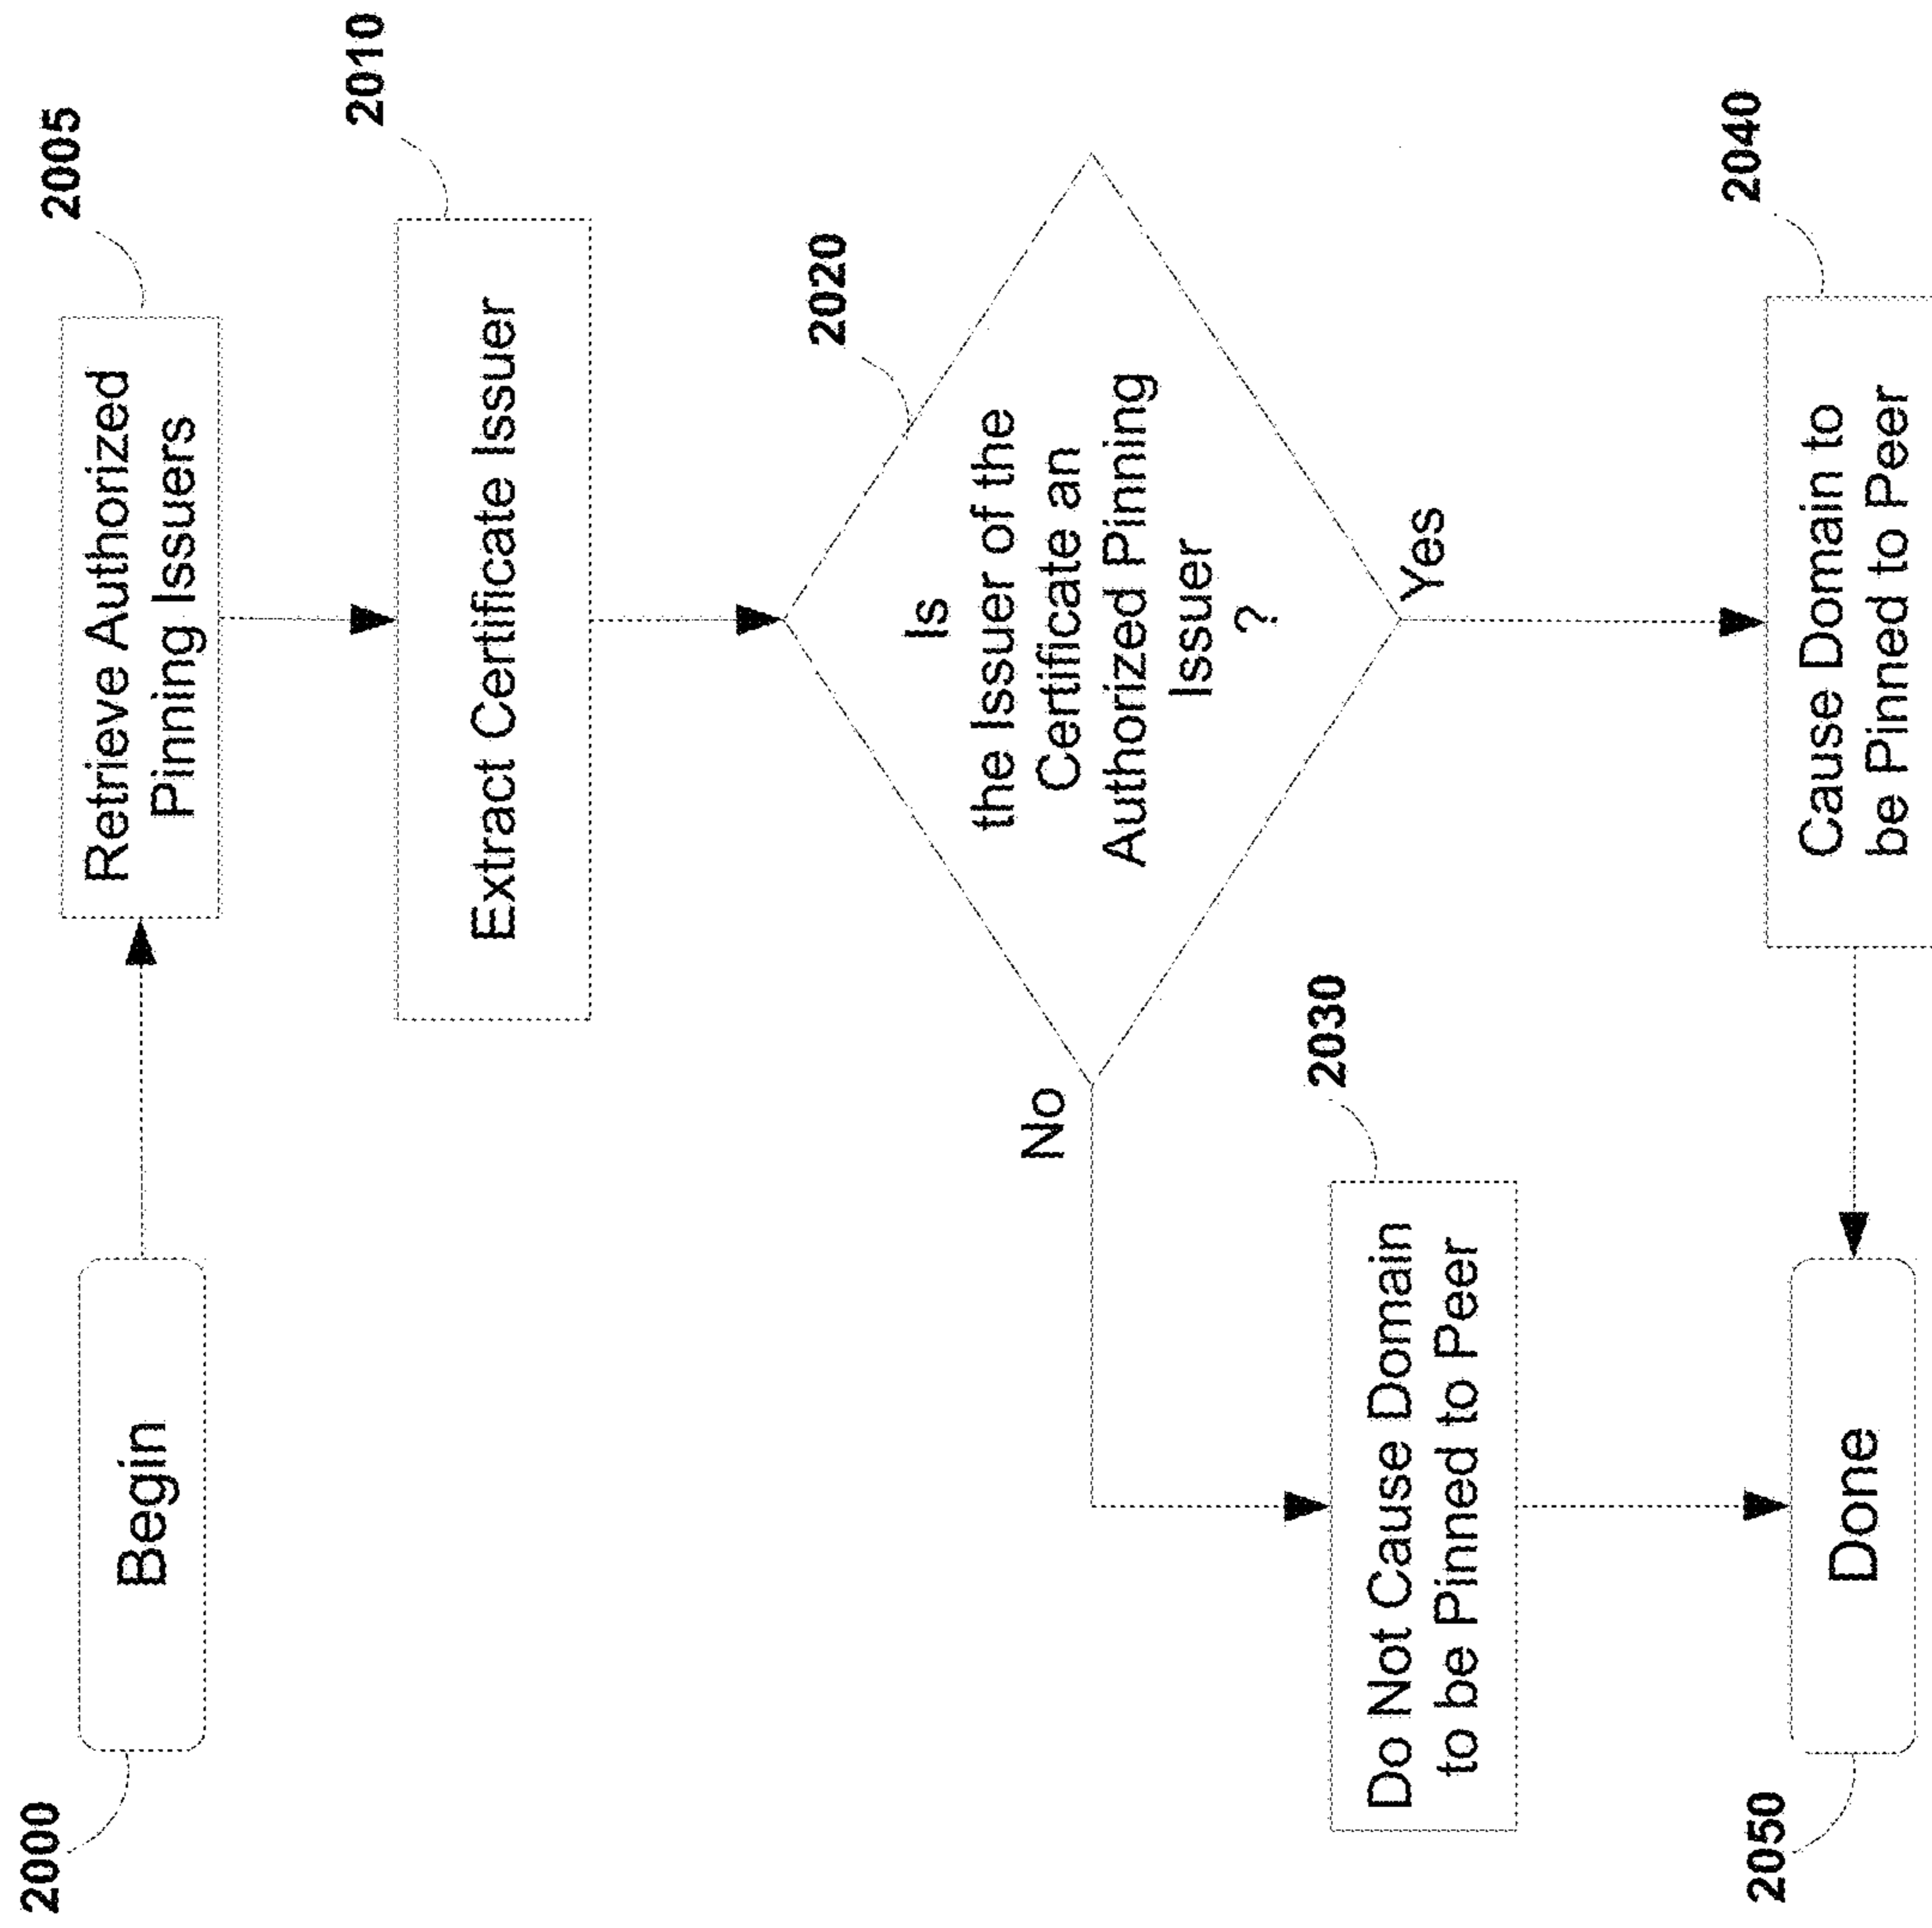 2000
Begin
2005
Retrieve Authorized
Pinning Issuers
2010
Extract Certificate Issuer
2020
Is
the Issuer of the
Certificate an
Authorized Pinning
Issuer
?
No
Yes
2030
Do Not Cause Domain
to be Pinned to Peer
2040
Cause Domain to
be Pinned to Peer
2050
Done